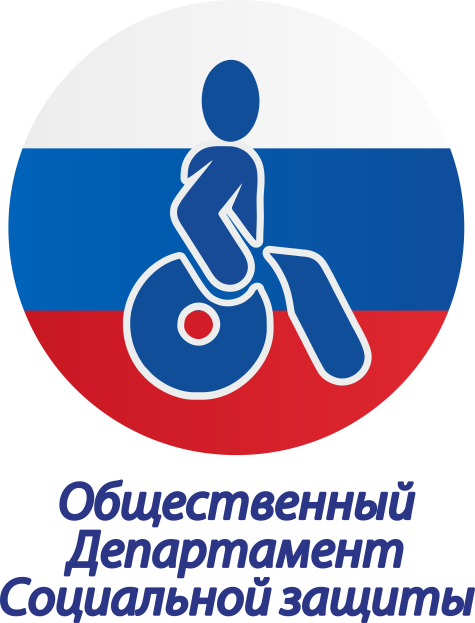 Общественный
Департамент
Социальной защиты